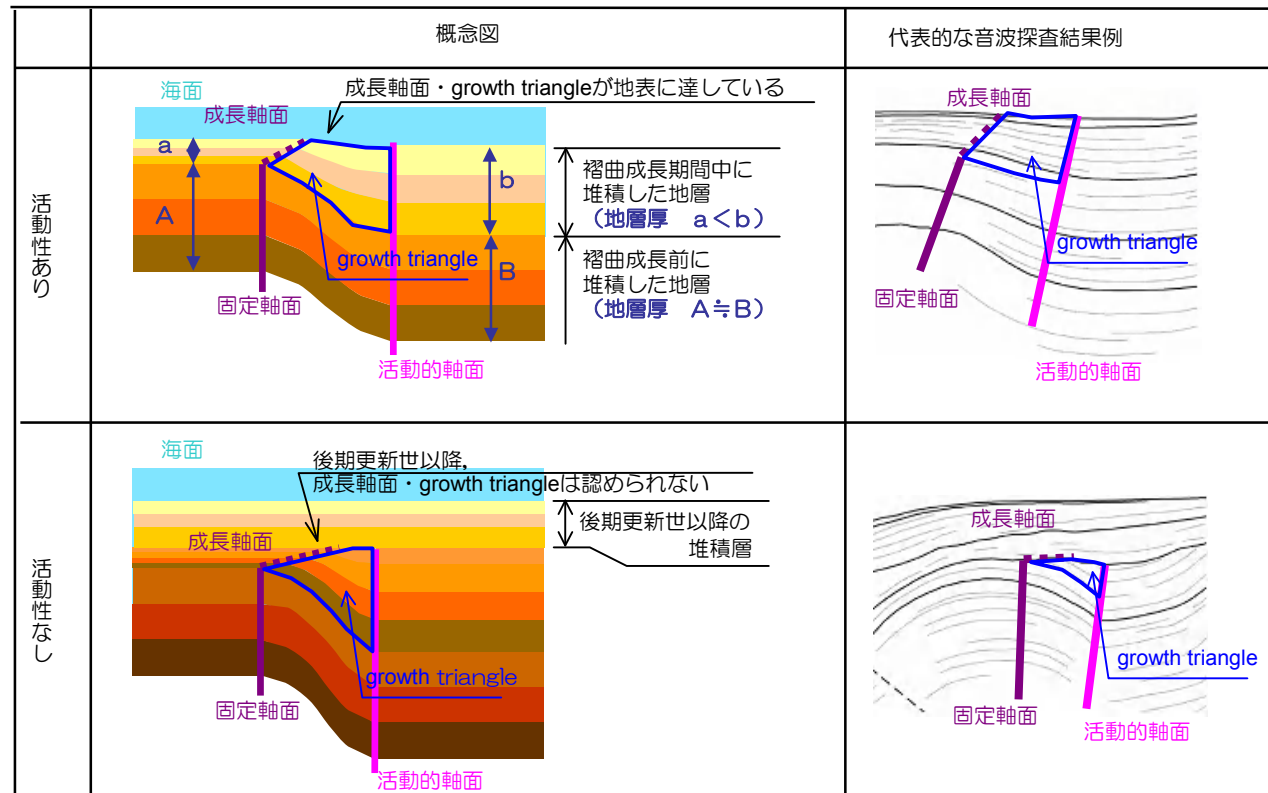 概念図
代表的な音波探査結果例
活動性あり
海面
成長軸面・growth triangleが地表に達している
成長軸面
a
A
b
B
growth triangle
固定軸面
活動的軸面
褶曲成長期間中に
堆積した地層
（地層厚　a＜b）
褶曲成長前に
堆積した地層
（地層厚　A≒B）
成長軸面
growth triangle
固定軸面
活動的軸面
活動性なし
海面
後期更新世以降,
成長軸面・growth triangleは認められない
後期更新世以降の
堆積層
成長軸面
growth triangle
固定軸面
活動的軸面
成長軸面
growth triangle
固定軸面
活動的軸面